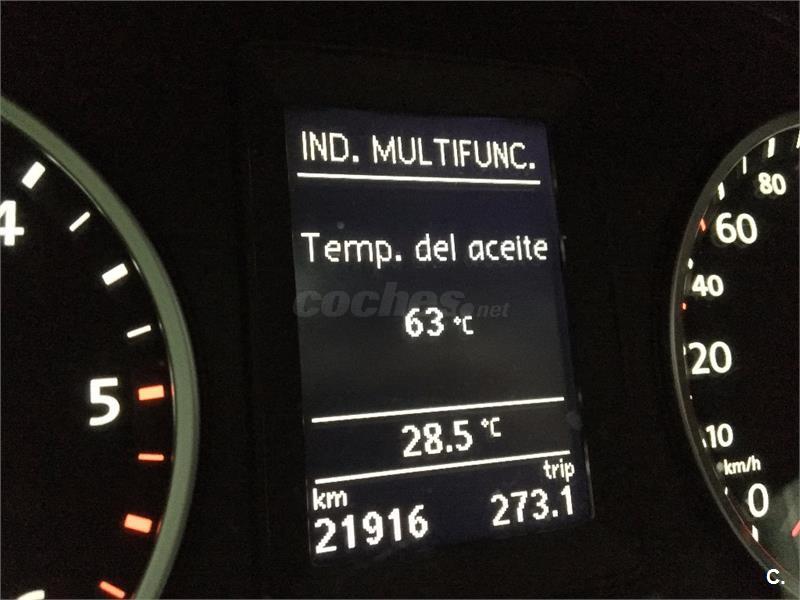 IND. MULTIFUNC.
Temp. del aceite
coches.net
63 °C
28.5 °C
km
trip
21916
273.1
4
5
80
60
40
20
10
km/h
0
C.